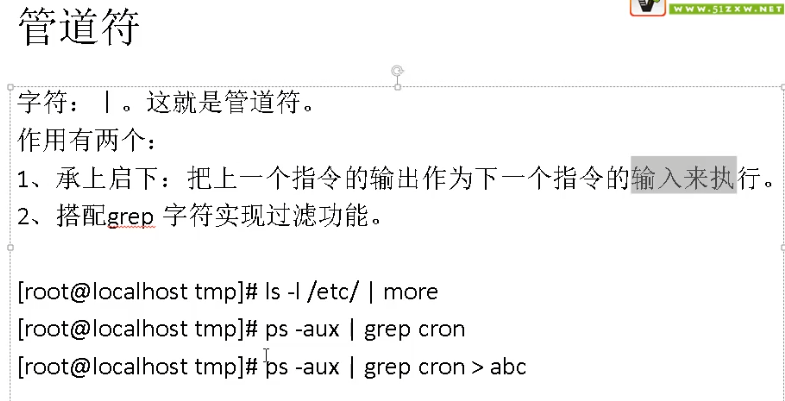 管道符
WWW.51ZXW.NET
字符：|。这就是管道符。
作用有两个：
1、承上启下：把上一个指令的输出作为下一个指令的输入来执行。
2、搭配grep 字符实现过滤功能。
[root@localhost tmp]# ls -l /etc/ | more
[root@localhost tmp]# ps -aux | grep cron
[root@localhost tmp]# ps -aux | grep cron > abc